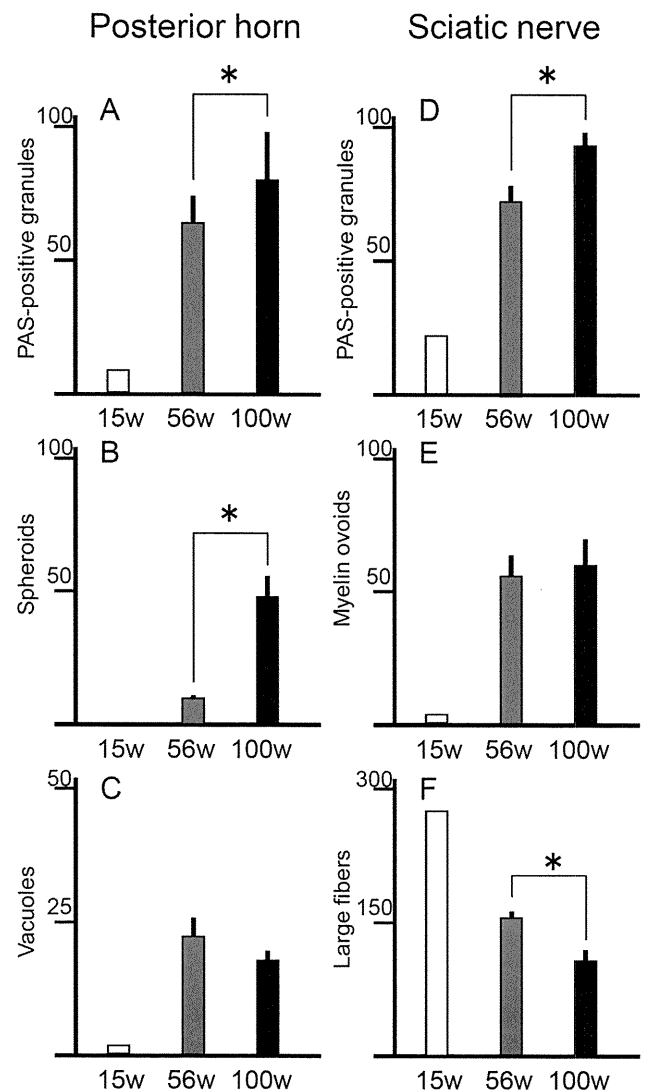 Posterior horn
Sciatic nerve
A
*
100
50
PAS-positive granules
15w 56w 100w
D
*
100
50
PAS-positive granules
15w 56w 100w
B
*
100
50
Spheroids
15w 56w 100w
E
100
50
Myelin ovoids
15w 56w 100w
C
50
25
Vacuoles
15w 56w 100w
F
*
300
150
Large fibers
15w 56w 100w